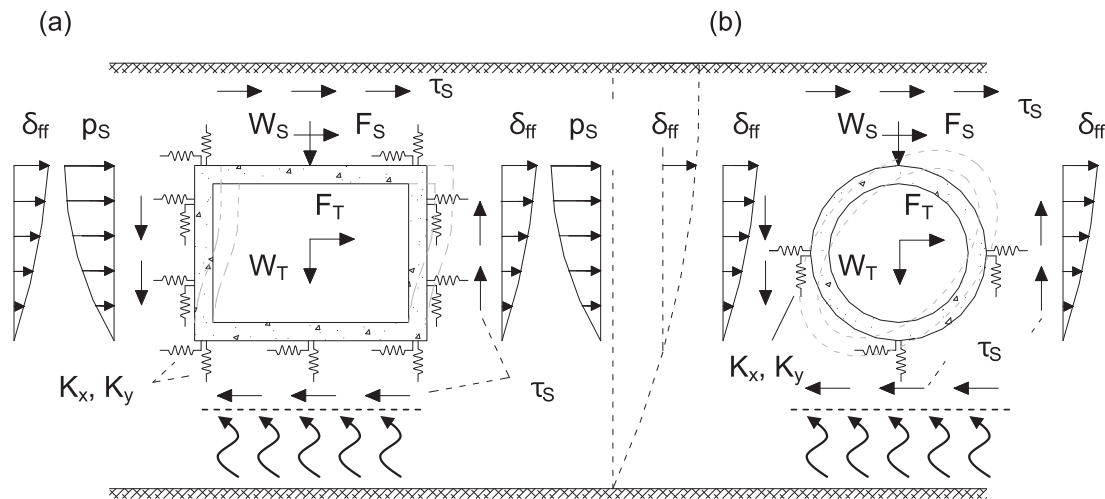 (a) (b)
τS τS
WS FS WS FS
δff pS δff pS δff δff δff
FT FT
WT WT
Kx, Ky τS Kx, Ky τS